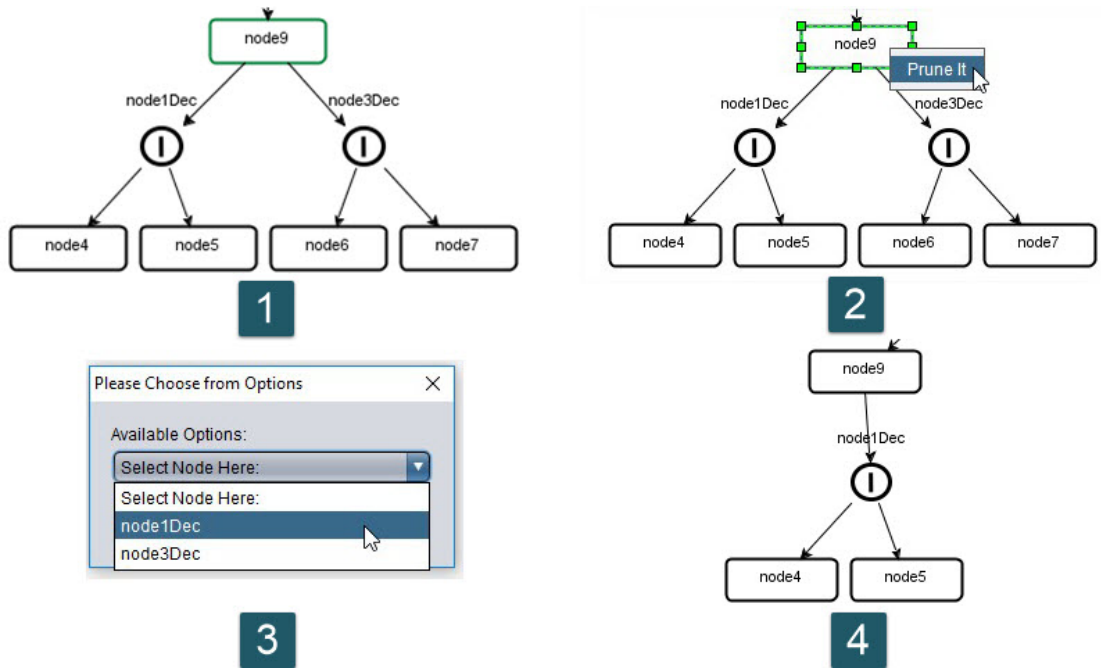 node9
node1Dec
node3Dec
node4
node5
node6
node7
1
node9
Prune It
node1Dec
node3Dec
node4
node5
node6
node7
2
Please Choose from Options
Available Options:
Select Node Here:
Select Node Here:
node1Dec
node3Dec
3
node9
node1Dec
node4
node5
4